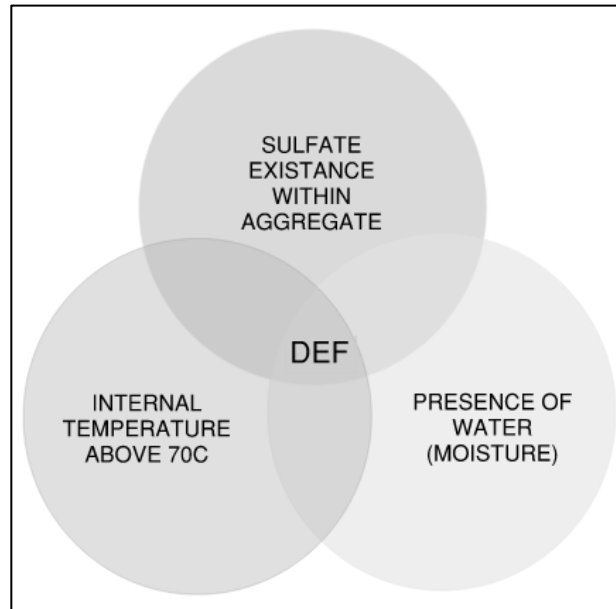 SULFATE
EXISTANCE
WITHIN
AGGREGATE
DEF
INTERNAL
TEMPERATURE
ABOVE 70C
PRESENCE OF
WATER
(MOISTURE)